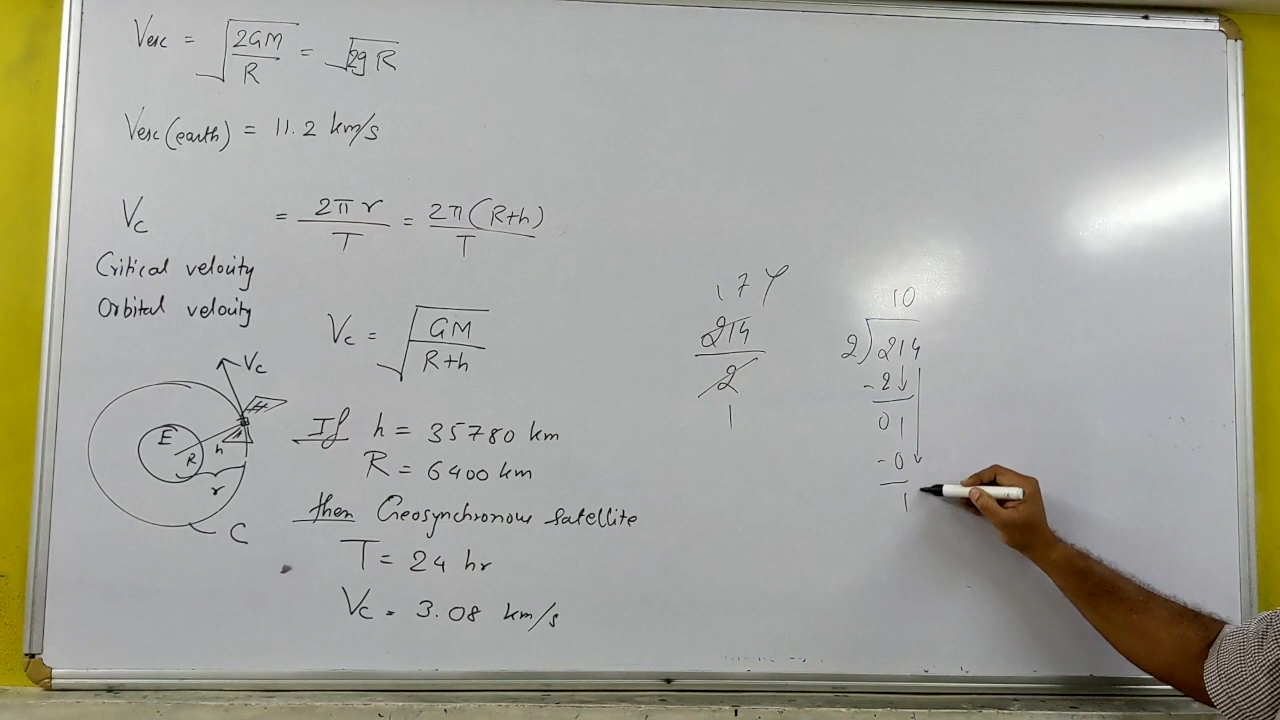 Vesc = √(2GM/R) = √(2gR)
Vesc(earth) = 11.2 km/s
Vc = 2πr/T = 2π(R+h)/T
Critical velocity
Orbital velocity
Vc = √(GM/(R+h))
Vc
E
R
h
r
C
If h = 35780 km
R = 6400 km
then Geosynchronous satellite
T = 24 hr
Vc = 3.08 km/s
214
2
1
10
2)214
-2
01
-0
1